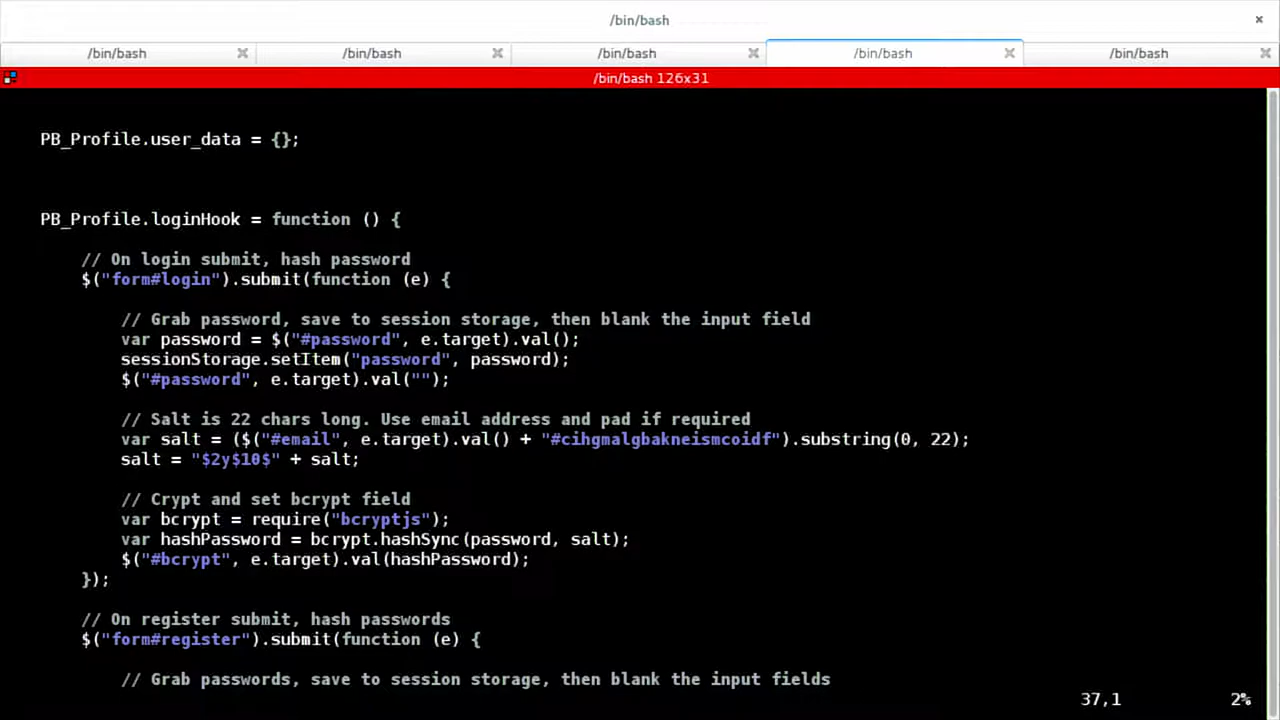 /bin/bash
/bin/bash /bin/bash /bin/bash /bin/bash /bin/bash
/bin/bash 126x31
PB_Profile.user_data = {};
PB_Profile.loginHook = function () {
// On login submit, hash password
$("form#login").submit(function (e) {
// Grab password, save to session storage, then blank the input field
var password = $("#password", e.target).val();
sessionStorage.setItem("password", password);
$("#password", e.target).val("");
// Salt is 22 chars long. Use email address and pad if required
var salt = ($("#email", e.target).val() + "#cihgmalgbakneismcoidf").substring(0, 22);
salt = "$2y$10$" + salt;
// Crypt and set bcrypt field
var bcrypt = require("bcryptjs");
var hashPassword = bcrypt.hashSync(password, salt);
$("#bcrypt", e.target).val(hashPassword);
});
// On register submit, hash passwords
$("form#register").submit(function (e) {
// Grab passwords, save to session storage, then blank the input fields
37,1 2%